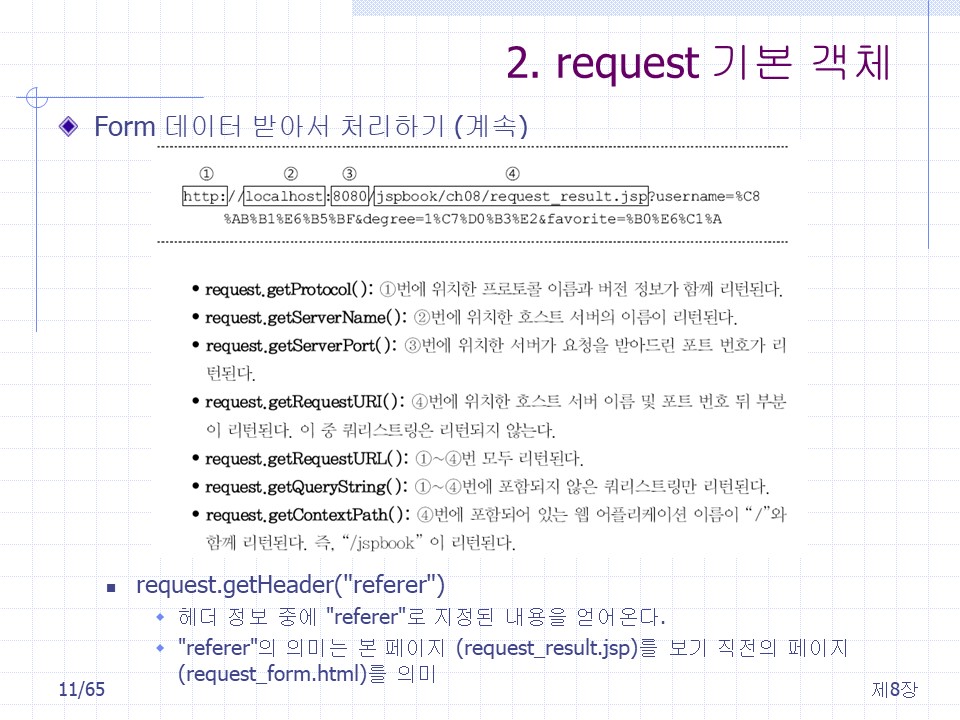 2. request 기본 객체
Form 데이터 받아서 처리하기 (계속)
① ② ③ ④
http://localhost:8080/jspbook/ch08/request_result.jsp?username=%C8
%AB%B1%E6%B5%BF&degree=1%C7%D0%B3%E2&favorite=%B0%E6%C1%A
• request.getProtocol(): ①번에 위치한 프로토콜 이름과 버전 정보가 함께 리턴된다.
• request.getServerName(): ②번에 위치한 호스트 서버의 이름이 리턴된다.
• request.getServerPort(): ③번에 위치한 서버가 요청을 받아드린 포트 번호가 리
턴된다.
• request.getRequestURI(): ④번에 위치한 호스트 서버 이름 및 포트 번호 뒤 부분
이 리턴된다. 이 중 쿼리스트링은 리턴되지 않는다.
• request.getRequestURL(): ①~④번 모두 리턴된다.
• request.getQueryString(): ①~④번에 포함되지 않은 쿼리스트링만 리턴된다.
• request.getContextPath(): ④번에 포함되어 있는 웹 어플리케이션 이름이 “/”와
함께 리턴된다. 즉, “/jspbook” 이 리턴된다.
request.getHeader("referer")
헤더 정보 중에 "referer"로 지정된 내용을 얻어온다.
"referer"의 의미는 본 페이지 (request_result.jsp)를 보기 직전의 페이지
(request_form.html)를 의미
11/65
제8장